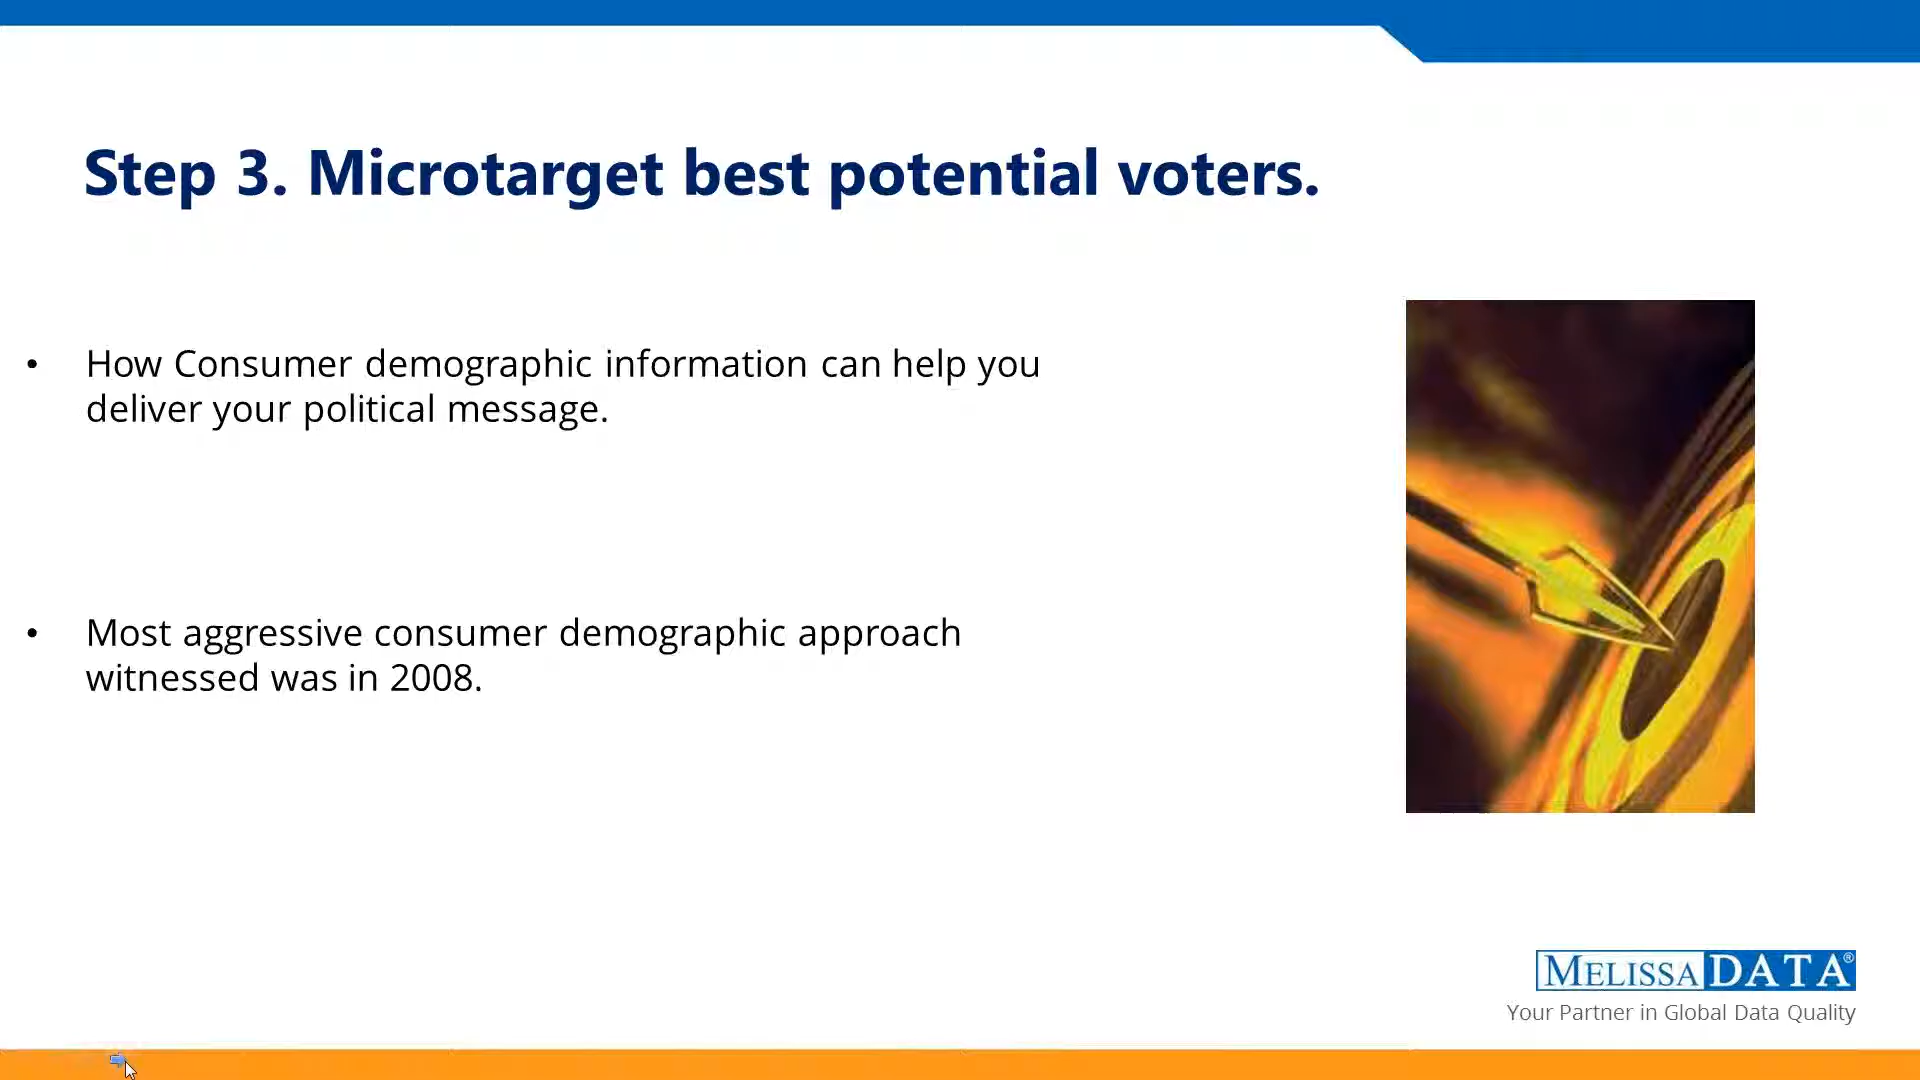 Step 3. Microtarget best potential voters.
• How Consumer demographic information can help you
deliver your political message.
• Most aggressive consumer demographic approach
witnessed was in 2008.
MELISSA DATA®
Your Partner in Global Data Quality